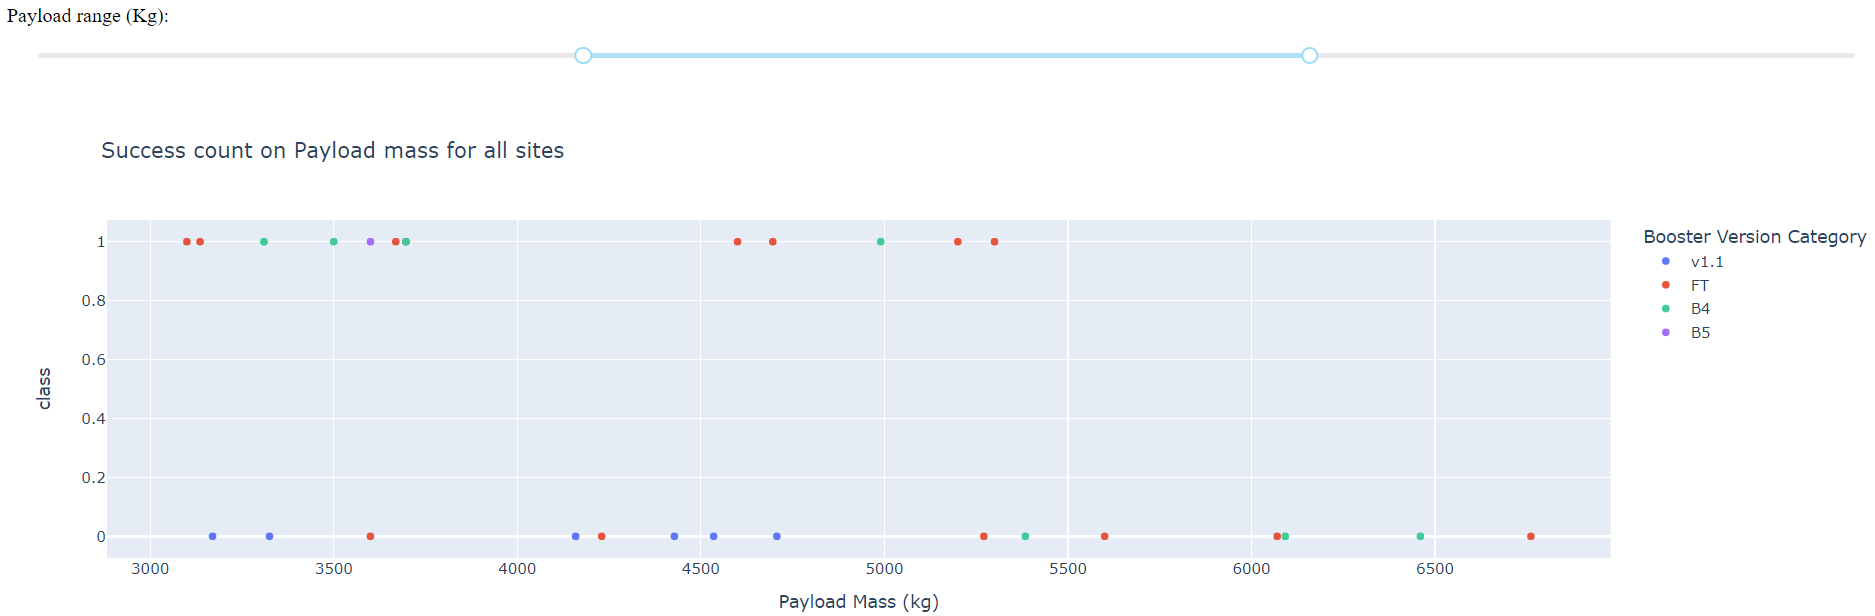 Payload range (Kg):
Success count on Payload mass for all sites
1
0.8
0.6
0.4
0.2
0
class
3000 3500 4000 4500 5000 5500 6000 6500
Payload Mass (kg)
Booster Version Category
v1.1
FT
B4
B5